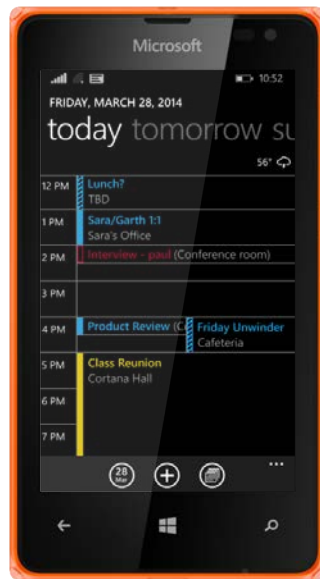 Microsoft
10:52
FRIDAY, MARCH 28, 2014
today tomorrow su
56°
12 PM
Lunch?
TBD
1 PM
Sara/Garth 1:1
Sara's Office
2 PM
Interview - paul (Conference room)
3 PM
4 PM
Product Review (Co
Friday Unwinder
Cafeteria
5 PM
Class Reunion
Cortana Hall
6 PM
7 PM
28
Mar